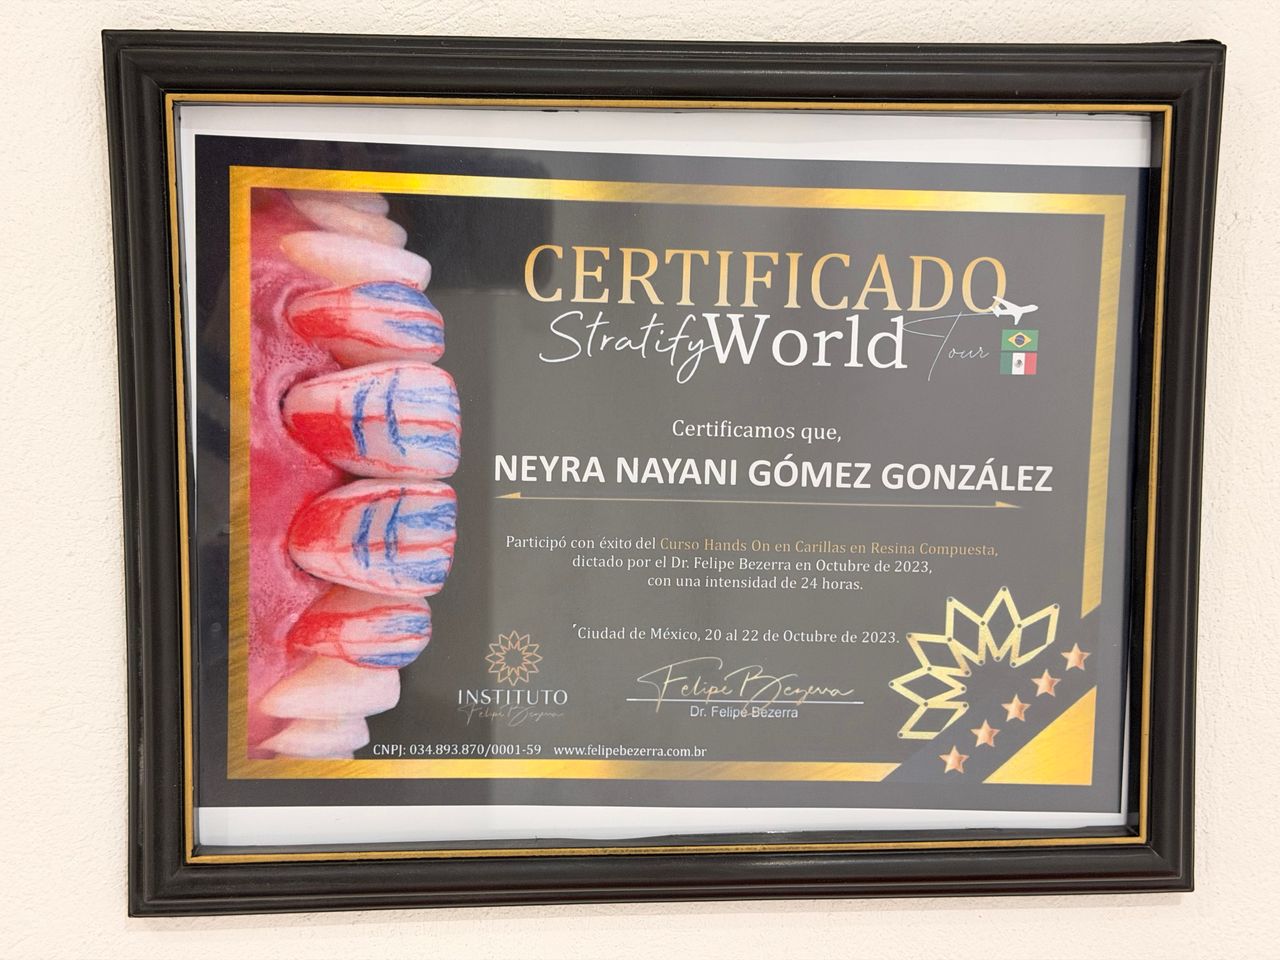 CERTIFICADO
StratifyWorld Tour
Certificamos que,
NEYRA NAYANI GÓMEZ GONZÁLEZ
Participó con éxito del Curso Hands On en Carillas en Resina Compuesta,
dictado por el Dr. Felipe Bezerra en Octubre de 2023,
con una intensidad de 24 horas.
Ciudad de México, 20 al 22 de Octubre de 2023.
INSTITUTO
Felipe Bezerra
Felipe Bezerra
Dr. Felipe Bezerra
CNPJ: 034.893.870/0001-59 www.felipebezerra.com.br